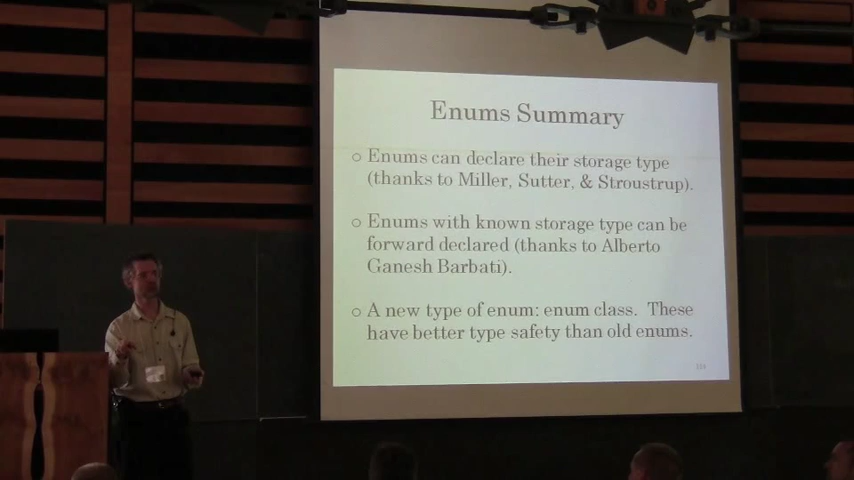 Enums Summary
Enums can declare their storage type
(thanks to Miller, Sutter, & Stroustrup).
Enums with known storage type can be
forward declared (thanks to Alberto
Ganesh Barbati).
A new type of enum: enum class. These
have better type safety than old enums.